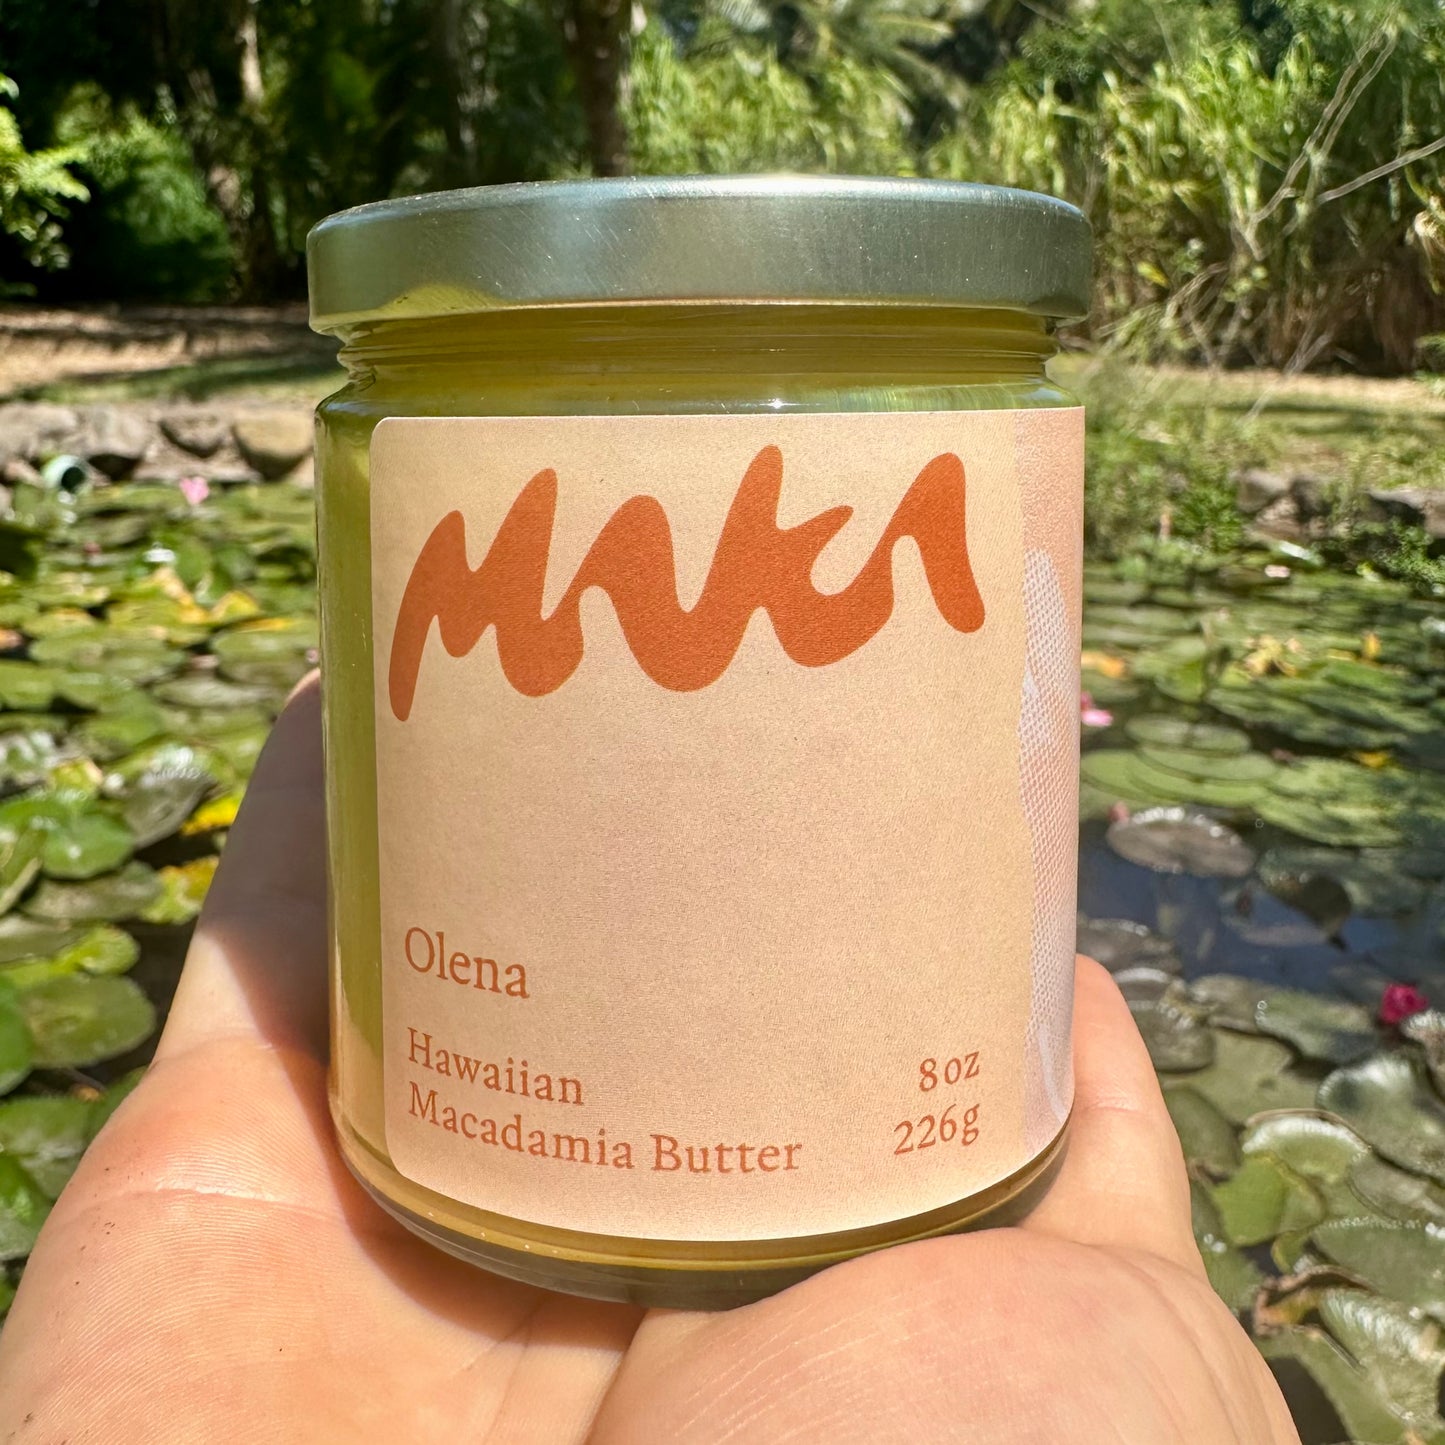 MAKA
Olena
Hawaiian
Macadamia Butter
8oz
226g